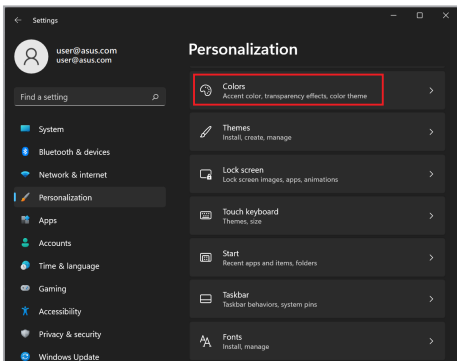 Settings
user@asus.com
user@asus.com
Find a setting
System
Bluetooth & devices
Network & internet
Personalization
Apps
Accounts
Time & language
Gaming
Accessibility
Privacy & security
Windows Update
Personalization
Colors
Accent color, transparency effects, color theme
Themes
Install, create, manage
Lock screen
Lock screen images, apps, animations
Touch keyboard
Themes, size
Start
Recent apps and items, folders
Taskbar
Taskbar behaviors, system pins
Fonts
Install, manage